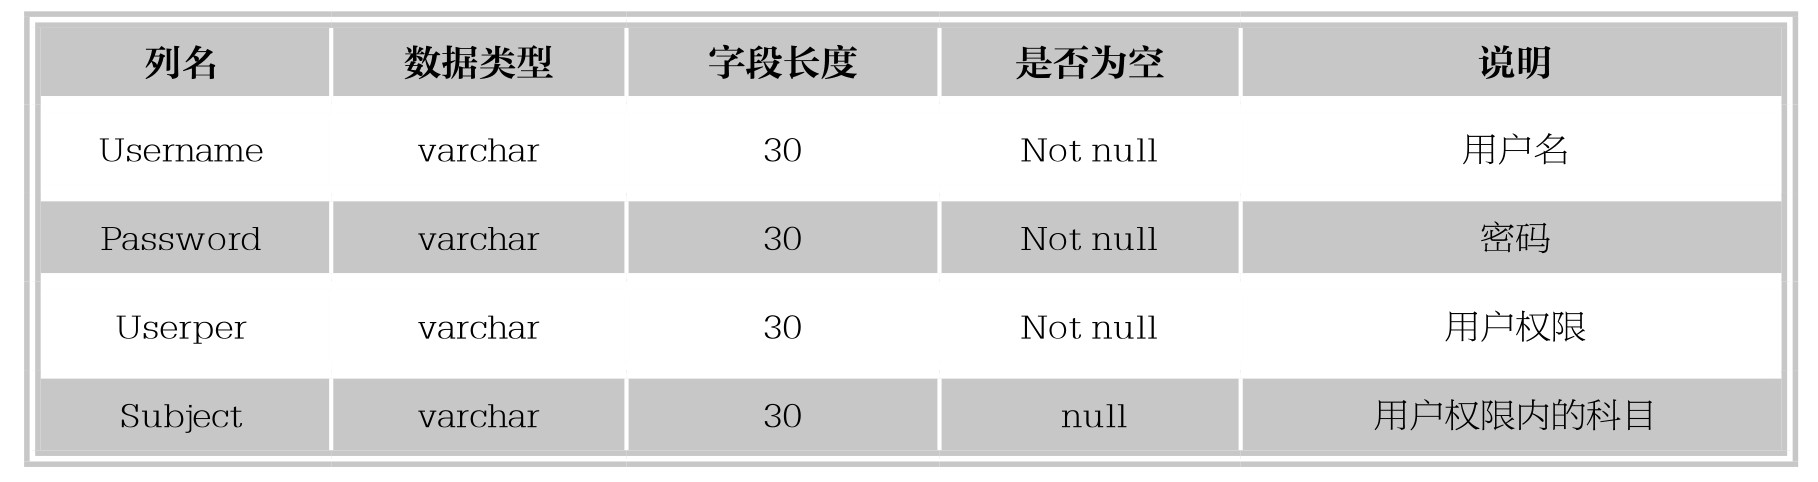 列名 数据类型 字段长度 是否为空 说明
Username varchar 30 Not null 用户名
Password varchar 30 Not null 密码
Userper varchar 30 Not null 用户权限
Subject varchar 30 null 用户权限内的科目